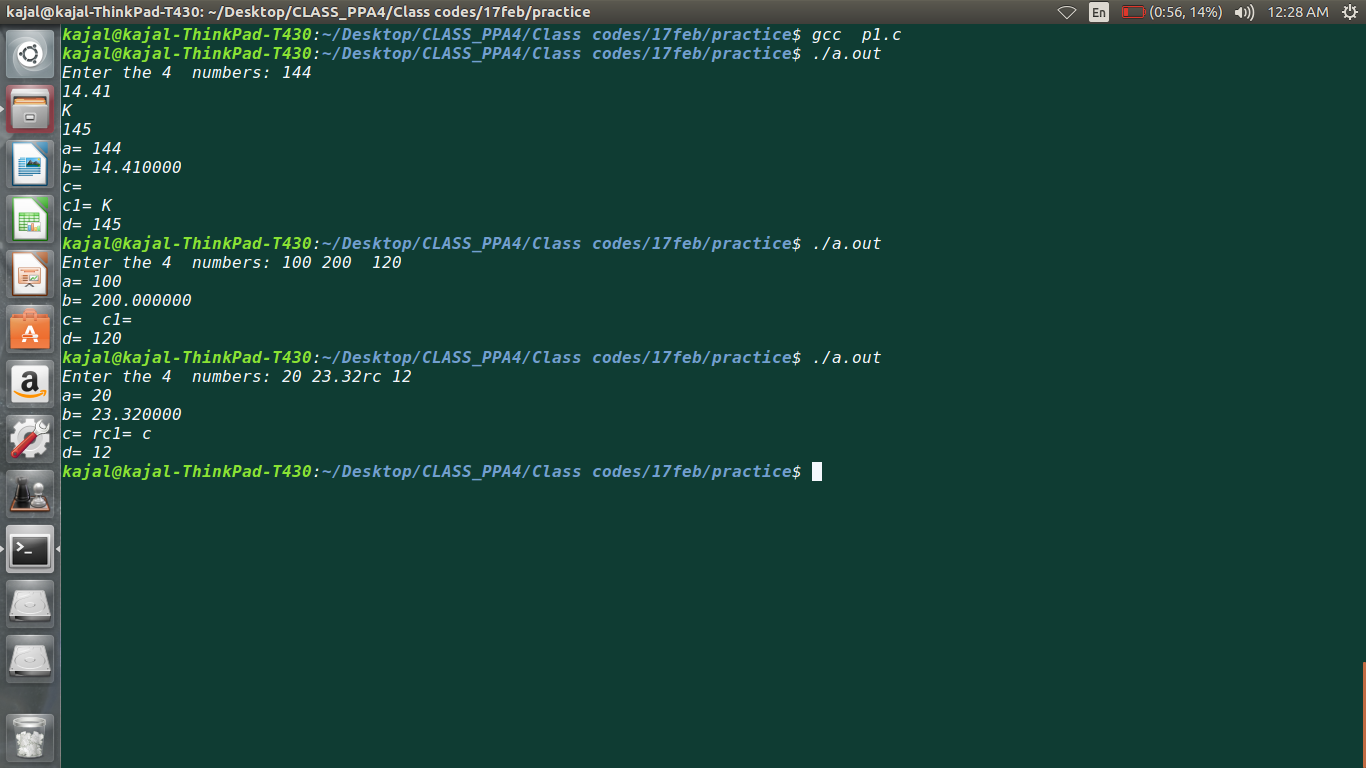 kajal@kajal-ThinkPad-T430: ~/Desktop/CLASS_PPA4/Class codes/17feb/practice En (0:56, 14%) 12:28 AM
kajal@kajal-ThinkPad-T430:~/Desktop/CLASS_PPA4/Class codes/17feb/practice$ gcc  p1.c
kajal@kajal-ThinkPad-T430:~/Desktop/CLASS_PPA4/Class codes/17feb/practice$ ./a.out
Enter the 4  numbers: 144
14.41
K
145
a= 144
b= 14.410000
c=
c1= K
d= 145
kajal@kajal-ThinkPad-T430:~/Desktop/CLASS_PPA4/Class codes/17feb/practice$ ./a.out
Enter the 4  numbers: 100 200  120
a= 100
b= 200.000000
c=  c1=
d= 120
kajal@kajal-ThinkPad-T430:~/Desktop/CLASS_PPA4/Class codes/17feb/practice$ ./a.out
Enter the 4  numbers: 20 23.32rc 12
a= 20
b= 23.320000
c= rc1= c
d= 12
kajal@kajal-ThinkPad-T430:~/Desktop/CLASS_PPA4/Class codes/17feb/practice$